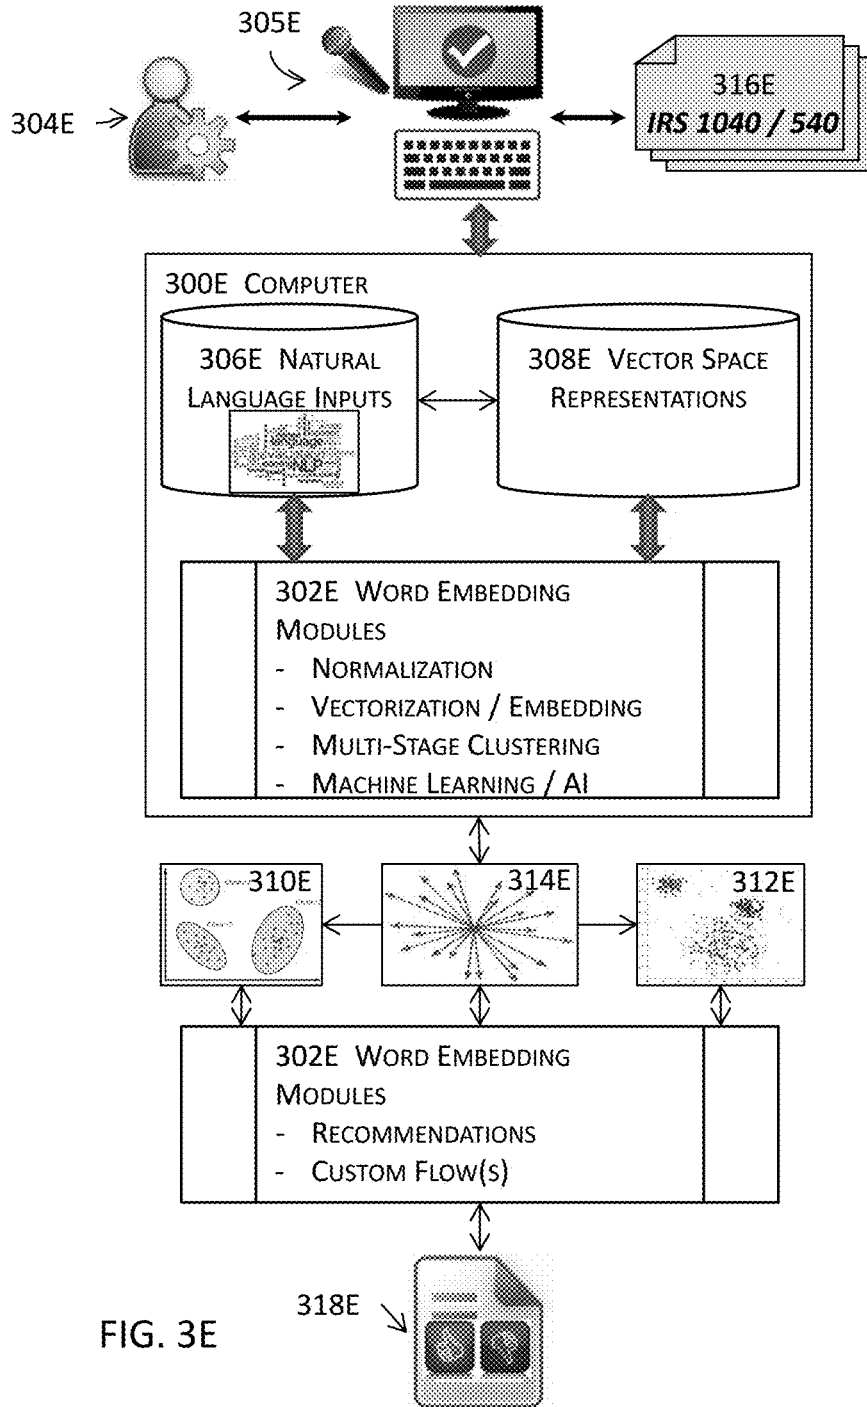 305E
304E
316E
IRS 1040 / 540
300E COMPUTER
306E NATURAL
LANGUAGE INPUTS
308E VECTOR SPACE
REPRESENTATIONS
Language
NLP
302E WORD EMBEDDING
MODULES
- NORMALIZATION
- VECTORIZATION / EMBEDDING
- MULTI-STAGE CLUSTERING
- MACHINE LEARNING / AI
310E
314E
312E
302E WORD EMBEDDING
MODULES
- RECOMMENDATIONS
- CUSTOM FLOW(S)
318E
FIG. 3E